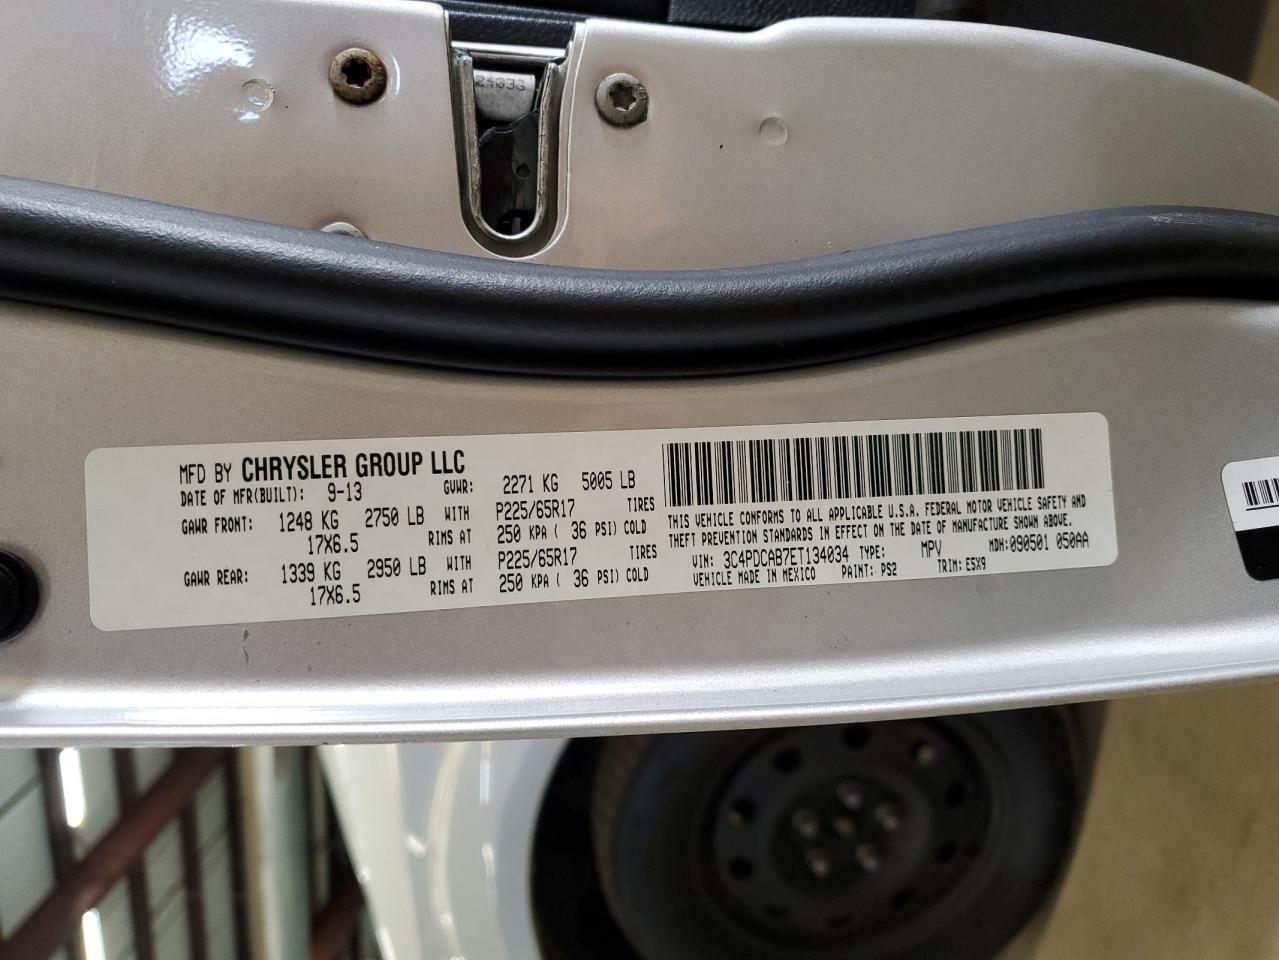 2403G
MFD BY CHRYSLER GROUP LLC
DATE OF MFR(BUILT): 9-13 GVWR: 2271 KG 5005 LB
GAWR FRONT: 1248 KG 2750 LB WITH P225/65R17 TIRES
17X6.5 RIMS AT 250 KPA ( 36 PSI) COLD
GAWR REAR: 1339 KG 2950 LB WITH P225/65R17 TIRES
17X6.5 RIMS AT 250 KPA ( 36 PSI) COLD
THIS VEHICLE CONFORMS TO ALL APPLICABLE U.S.A. FEDERAL MOTOR VEHICLE SAFETY AND
THEFT PREVENTION STANDARDS IN EFFECT ON THE DATE OF MANUFACTURE SHOWN ABOVE.
VIN: 3C4PDCAB7ET134034 TYPE: MPV MDH:090501 050AA
VEHICLE MADE IN MEXICO PAINT: PS2 TRIM: E5X9